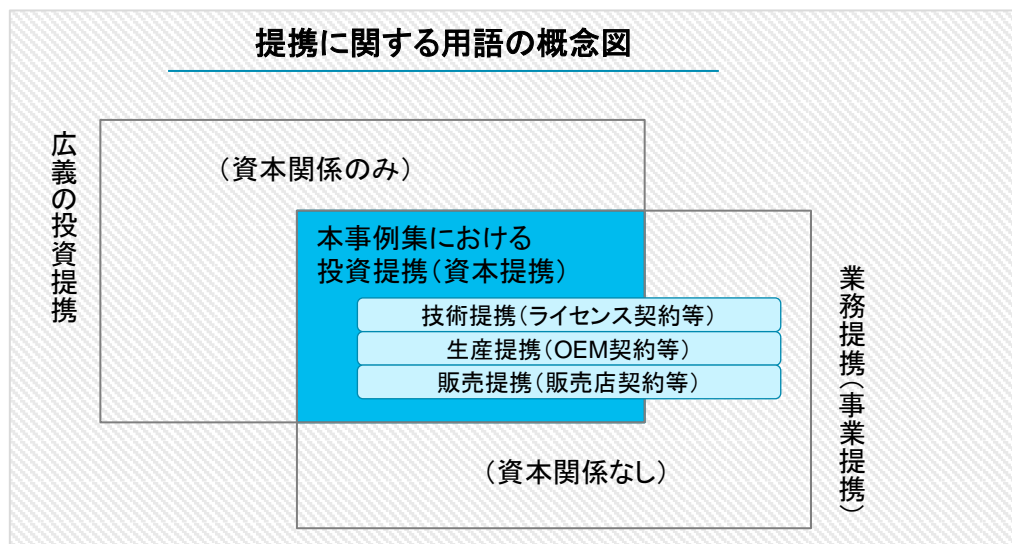 提携に関する用語の概念図
広義の投資提携
（資本関係のみ）
本事例集における
投資提携（資本提携）
技術提携（ライセンス契約等）
生産提携（OEM契約等）
販売提携（販売店契約等）
（資本関係なし）
業務提携（事業提携）